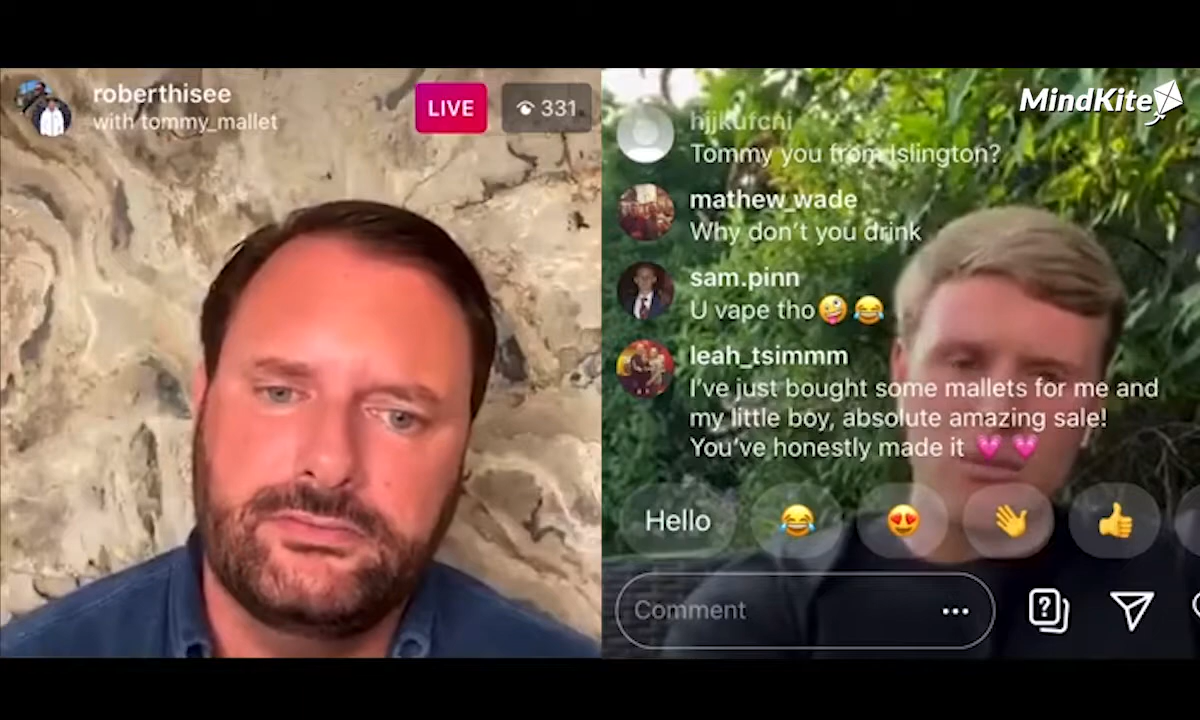 MindKite
roberthisee
with tommy_mallet
LIVE
331
hjjkufchi
Tommy you from Islington?
mathew_wade
Why don't you drink
sam.pinn
U vape tho🤪😂
leah_tsimmm
I've just bought some mallets for me and
my little boy, absolute amazing sale!
You've honestly made it 💗💗
Hello
Comment